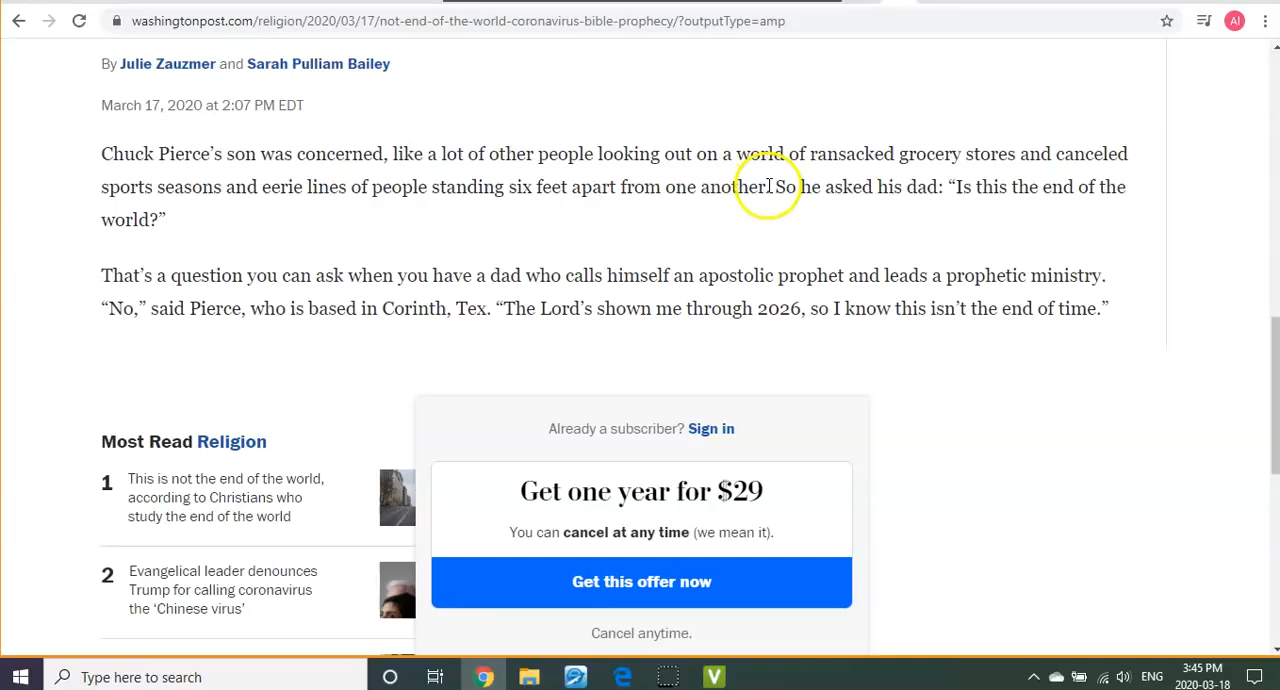 washingtonpost.com/religion/2020/03/17/not-end-of-the-world-coronavirus-bible-prophecy/?outputType=amp
AI
By Julie Zauzmer and Sarah Pulliam Bailey
March 17, 2020 at 2:07 PM EDT
Chuck Pierce’s son was concerned, like a lot of other people looking out on a world of ransacked grocery stores and canceled
sports seasons and eerie lines of people standing six feet apart from one another. So he asked his dad: “Is this the end of the
world?”
That’s a question you can ask when you have a dad who calls himself an apostolic prophet and leads a prophetic ministry.
“No,” said Pierce, who is based in Corinth, Tex. “The Lord’s shown me through 2026, so I know this isn’t the end of time.”
Already a subscriber? Sign in
Most Read Religion
1 This is not the end of the world,
according to Christians who
study the end of the world
Get one year for $29
You can cancel at any time (we mean it).
Get this offer now
2 Evangelical leader denounces
Trump for calling coronavirus
the ‘Chinese virus’
Cancel anytime.
Type here to search
ENG
3:45 PM
2020-03-18